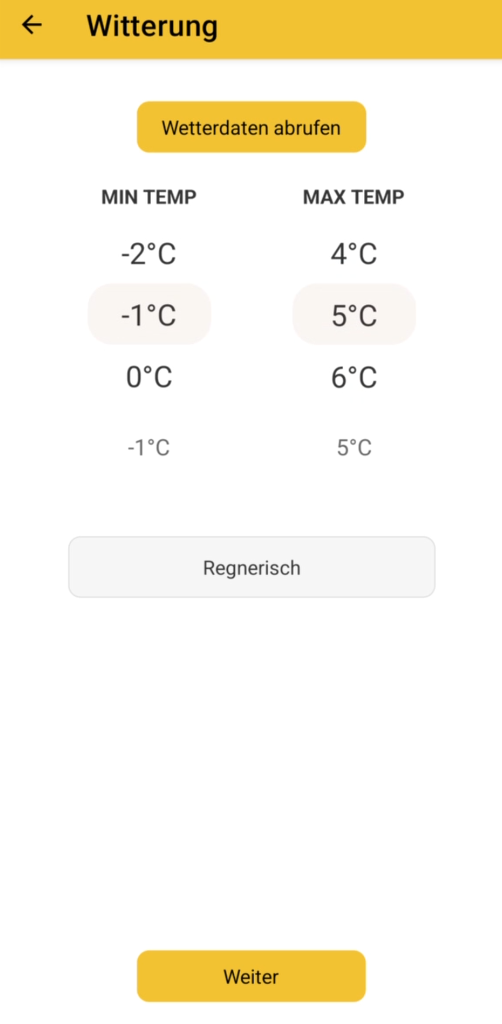 Witterung
Wetterdaten abrufen
MIN TEMP MAX TEMP
-2°C 4°C
-1°C 5°C
0°C 6°C
-1°C 5°C
Regnerisch
Weiter